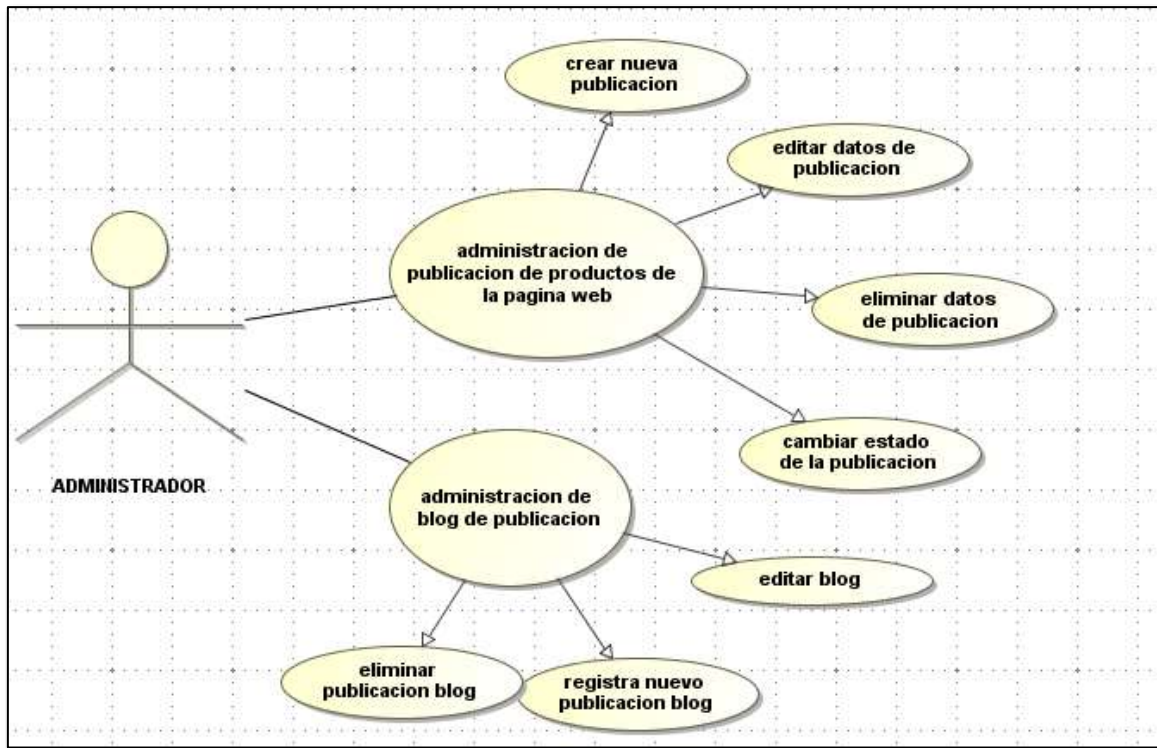 crear nueva
publicacion
editar datos de
publicacion
administracion de
publicacion de productos de
la pagina web
eliminar datos
de publicacion
cambiar estado
de la publicacion
ADMINISTRADOR
administracion de
blog de publicacion
editar blog
eliminar
publicacion blog
registra nuevo
publicacion blog